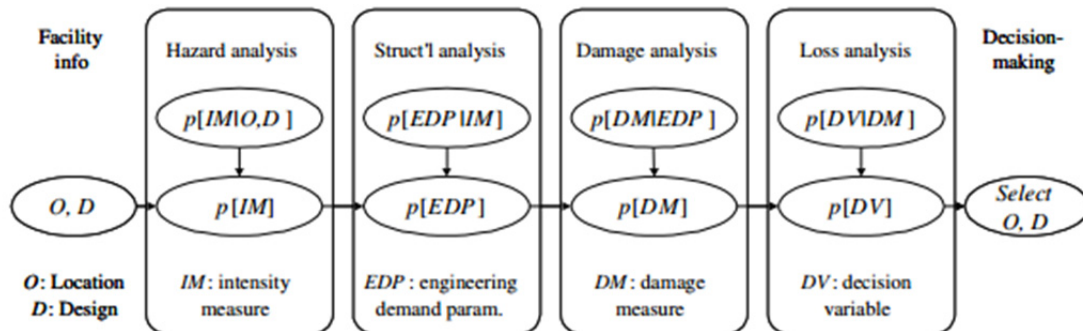 Facility
info
Hazard analysis
Struct'l analysis
Damage analysis
Loss analysis
Decision-
making
p[IM|O,D ]
p[EDP |IM]
p[DM|EDP ]
p[DV|DM ]
O, D
p[IM]
p[EDP]
p[DM]
p[DV]
Select
O, D
O: Location
D: Design
IM: intensity
measure
EDP : engineering
demand param.
DM: damage
measure
DV: decision
variable